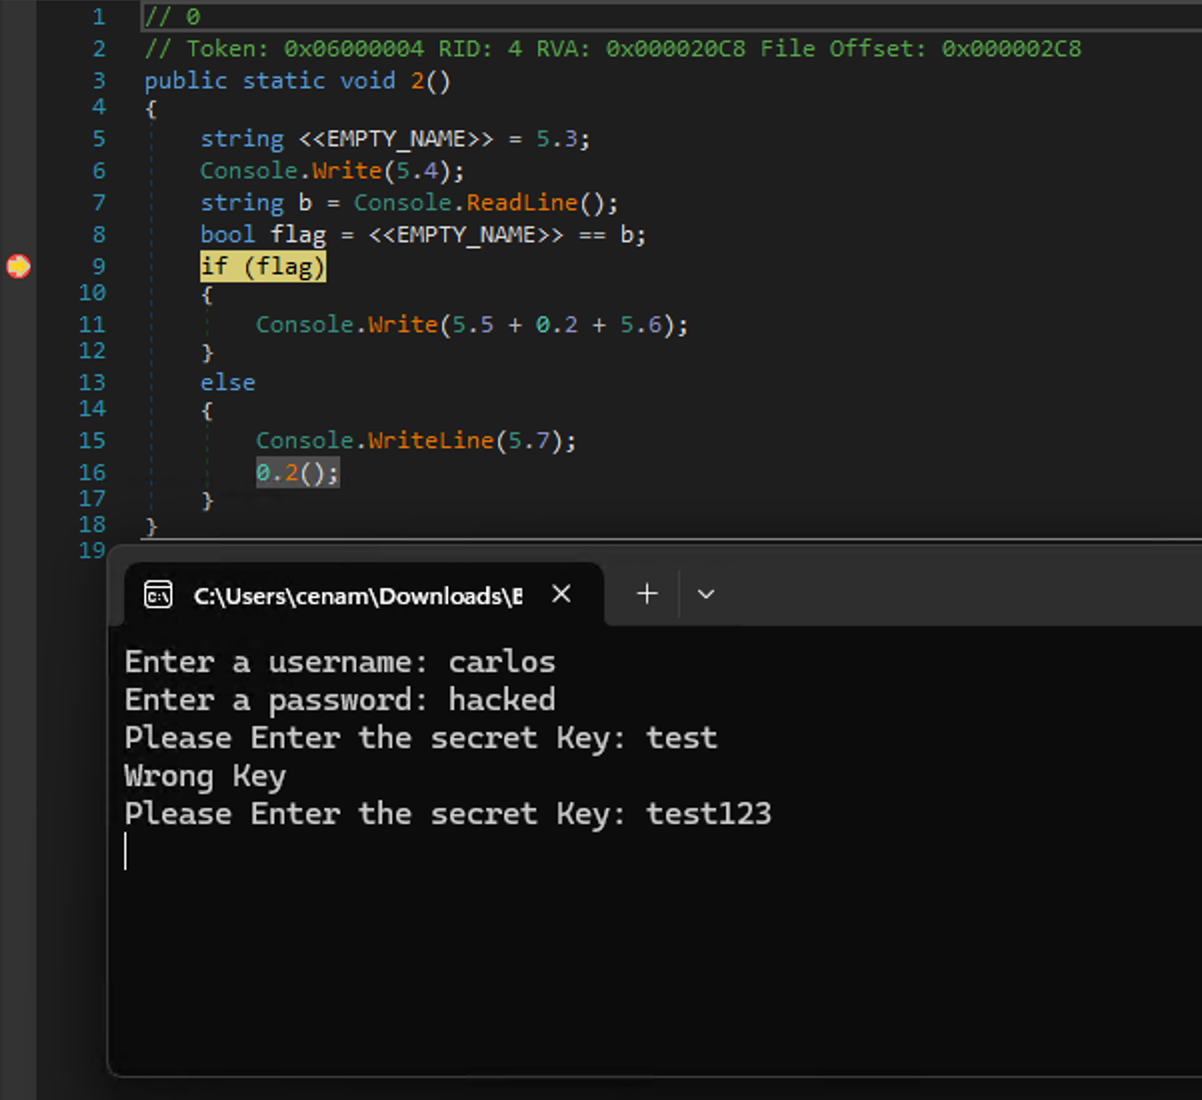 1 // 0
2 // Token: 0x06000004 RID: 4 RVA: 0x000020C8 File Offset: 0x000002C8
3 public static void 2()
4 {
5 string <<EMPTY_NAME>> = 5.3;
6 Console.Write(5.4);
7 string b = Console.ReadLine();
8 bool flag = <<EMPTY_NAME>> == b;
9 if (flag)
10 {
11 Console.Write(5.5 + 0.2 + 5.6);
12 }
13 else
14 {
15 Console.WriteLine(5.7);
16 0.2();
17 }
18 }
19
C:\Users\cenam\Downloads\E
Enter a username: carlos
Enter a password: hacked
Please Enter the secret Key: test
Wrong Key
Please Enter the secret Key: test123